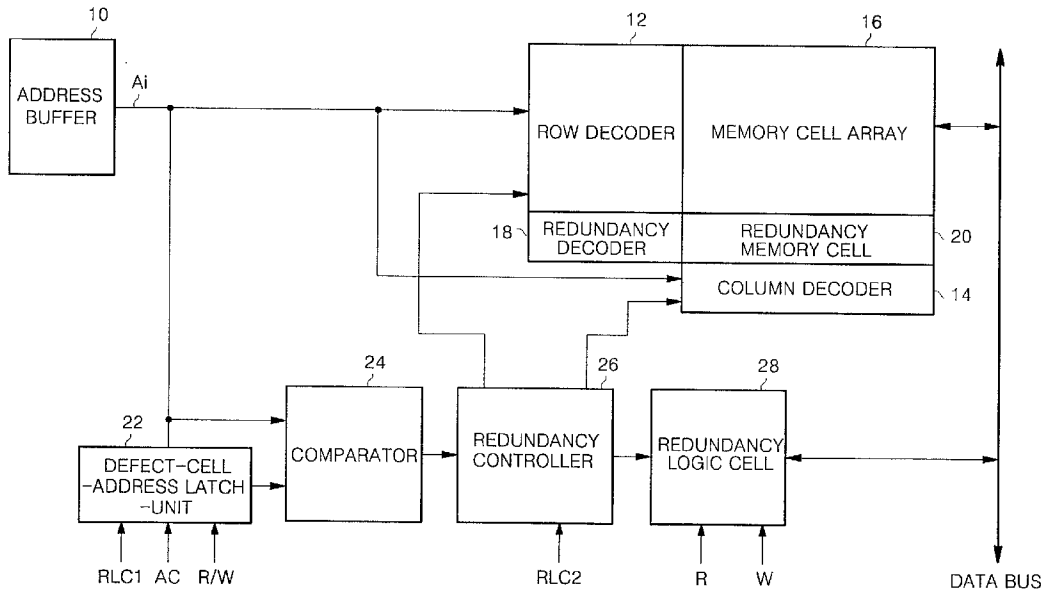 10
ADDRESS
BUFFER
Ai
12
16
ROW DECODER
MEMORY CELL ARRAY
18
REDUNDANCY
DECODER
REDUNDANCY
MEMORY CELL
20
COLUMN DECODER
14
22
DEFECT-CELL
-ADDRESS LATCH
-UNIT
24
COMPARATOR
26
REDUNDANCY
CONTROLLER
28
REDUNDANCY
LOGIC CELL
RLC1
AC
R/W
RLC2
R
W
DATA BUS